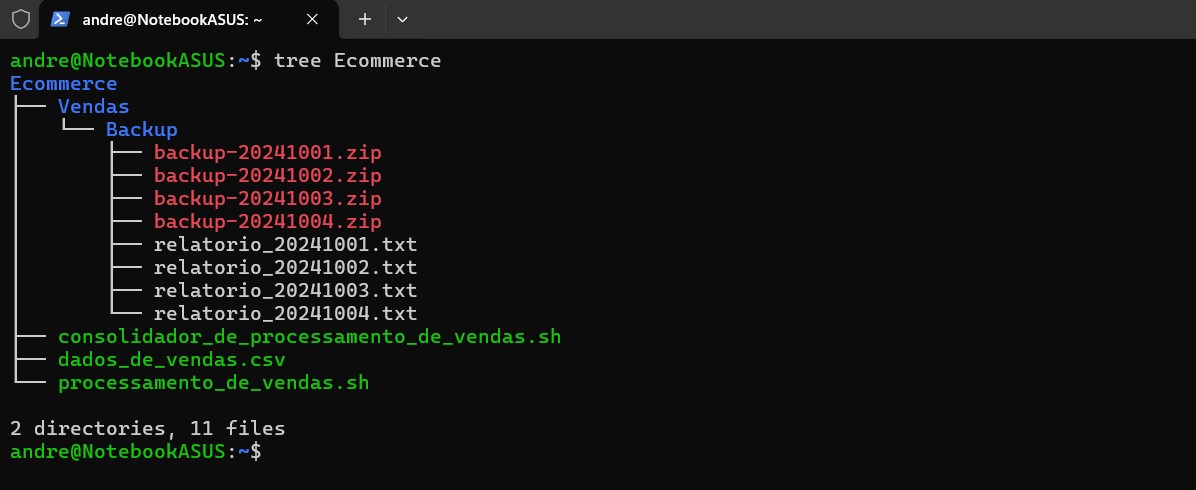 andre@NotebookASUS: ~
andre@NotebookASUS:~$ tree Ecommerce
Ecommerce
├── Vendas
│   └── Backup
│       ├── backup-20241001.zip
│       ├── backup-20241002.zip
│       ├── backup-20241003.zip
│       ├── backup-20241004.zip
│       ├── relatorio_20241001.txt
│       ├── relatorio_20241002.txt
│       ├── relatorio_20241003.txt
│       └── relatorio_20241004.txt
├── consolidador_de_processamento_de_vendas.sh
├── dados_de_vendas.csv
└── processamento_de_vendas.sh
2 directories, 11 files
andre@NotebookASUS:~$